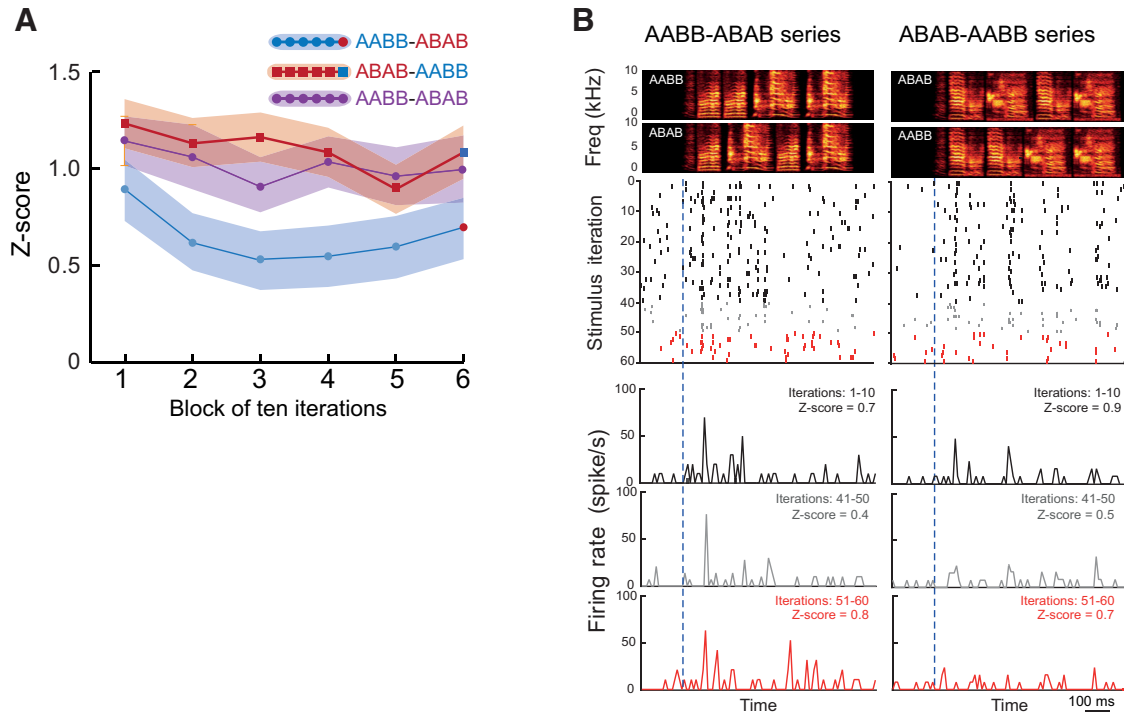 A
AABB-ABAB
ABAB-AABB
AABB-ABAB
1.5
1.0
0.5
0
Z-score
1 2 3 4 5 6
Block of ten iterations
B
AABB-ABAB series
ABAB-AABB series
Freq (kHz)
10
5
0
10
5
0
AABB
ABAB
ABAB
AABB
Stimulus iteration
0
10
20
30
40
50
60
Firing rate (spike/s)
100
50
0
Iterations: 1-10
Z-score = 0.7
Iterations: 1-10
Z-score = 0.9
100
50
0
Iterations: 41-50
Z-score = 0.4
Iterations: 41-50
Z-score = 0.5
100
50
0
Iterations: 51-60
Z-score = 0.8
Iterations: 51-60
Z-score = 0.7
Time
Time
100 ms